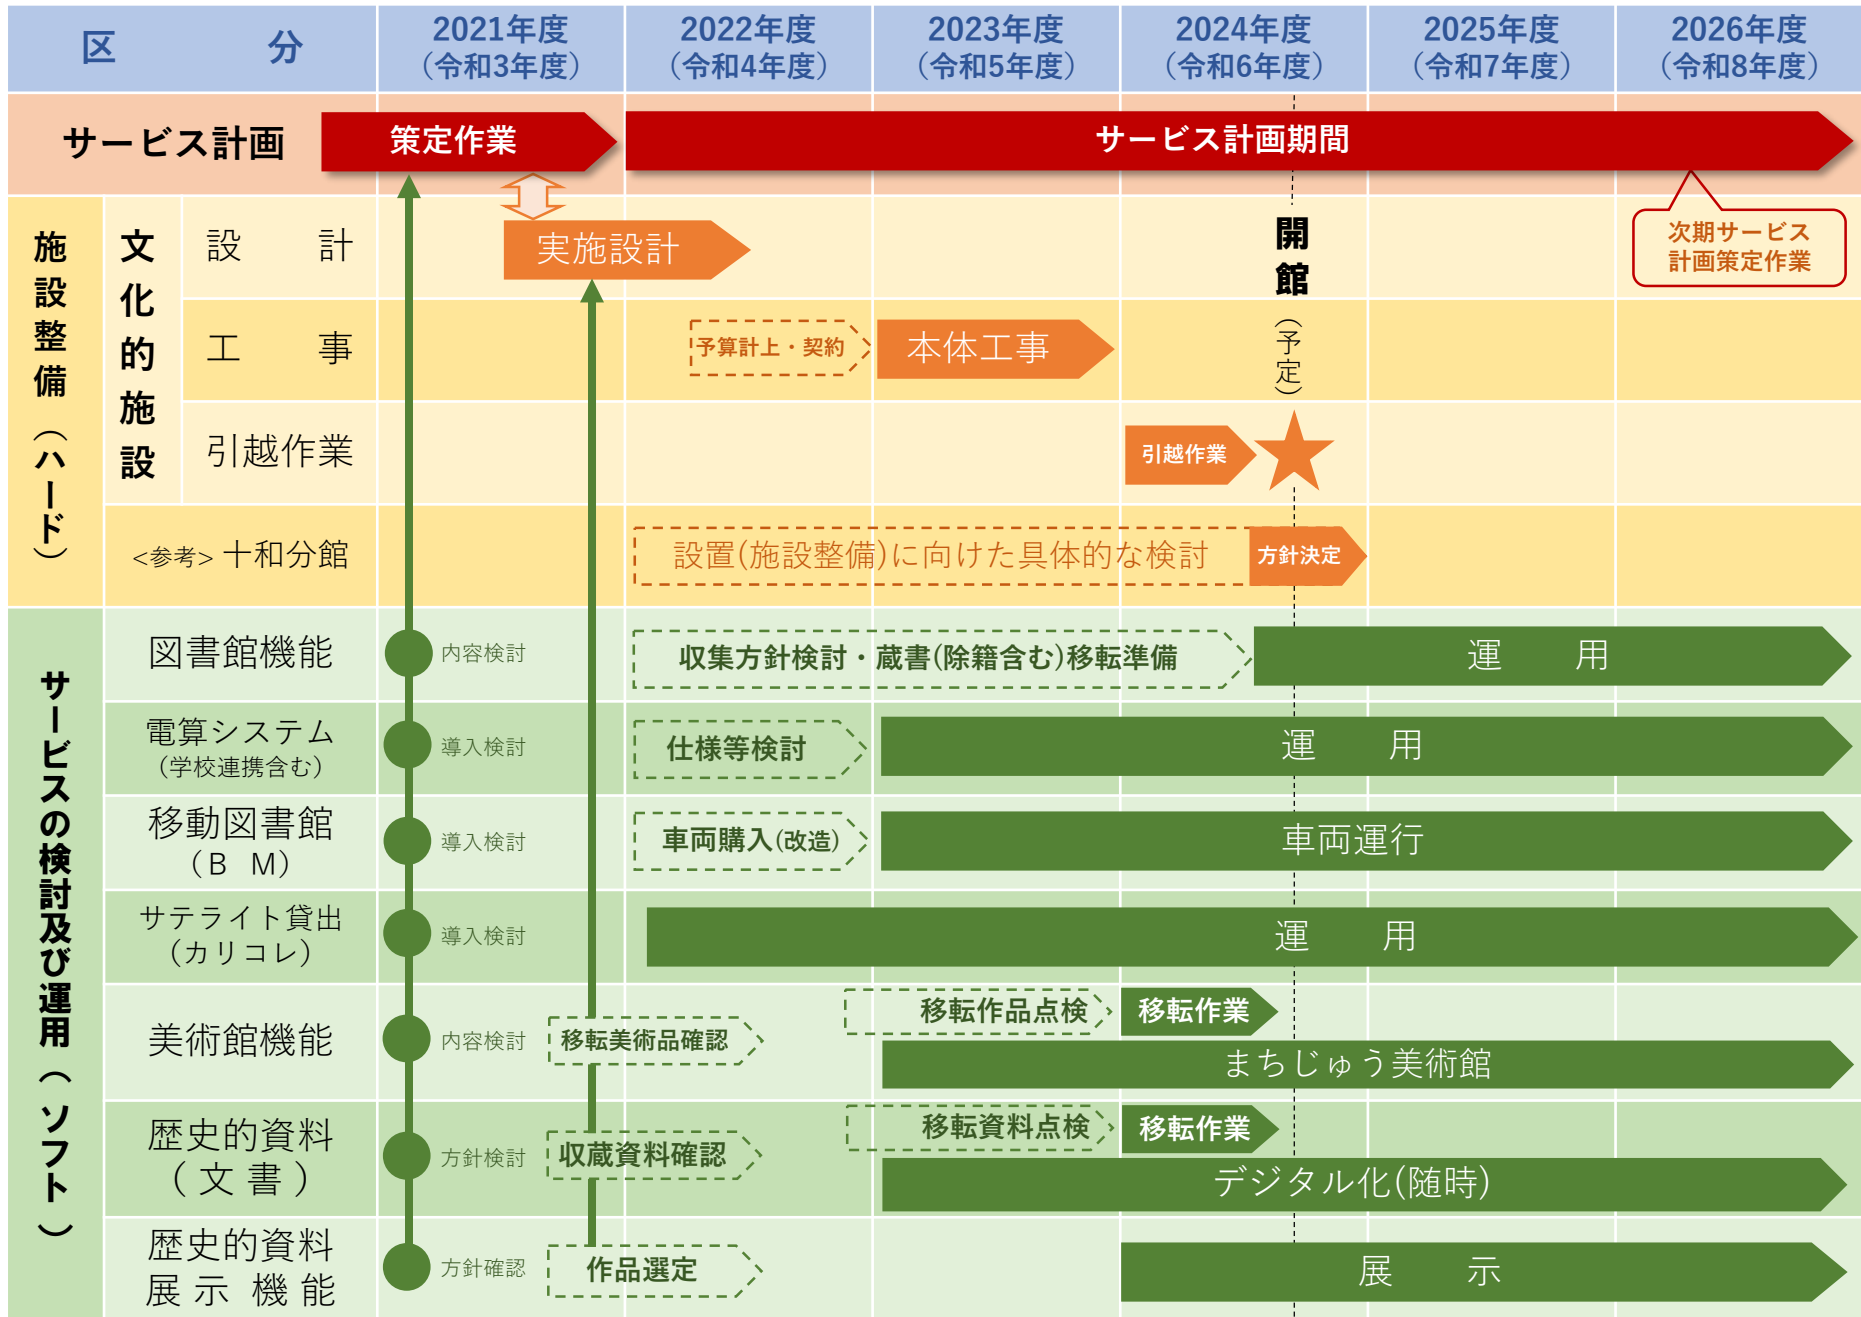 区 分
2021年度
(令和3年度)
2022年度
(令和4年度)
2023年度
(令和5年度)
2024年度
(令和6年度)
2025年度
(令和7年度)
2026年度
(令和8年度)
サービス計画
策定作業
サービス計画期間
次期サービス
計画策定作業
施設整備(ハード)
文化的施設
設 計
実施設計
開館(予定)
工 事
予算計上・契約
本体工事
引越作業
引越作業
<参考>十和分館
設置(施設整備)に向けた具体的な検討
方針決定
サービスの検討及び運用(ソフト)
図書館機能
内容検討
収集方針検討・蔵書(除籍含む)移転準備
運 用
電算システム
(学校連携含む)
導入検討
仕様等検討
運 用
移動図書館
(B M)
導入検討
車両購入(改造)
車両運行
サテライト貸出
(カリコレ)
導入検討
運 用
美術館機能
内容検討
移転美術品確認
移転作品点検
移転作業
まちじゅう美術館
歴史的資料
(文書)
方針検討
収蔵資料確認
移転資料点検
移転作業
デジタル化(随時)
歴史的資料
展示 機能
方針確認
作品選定
展 示